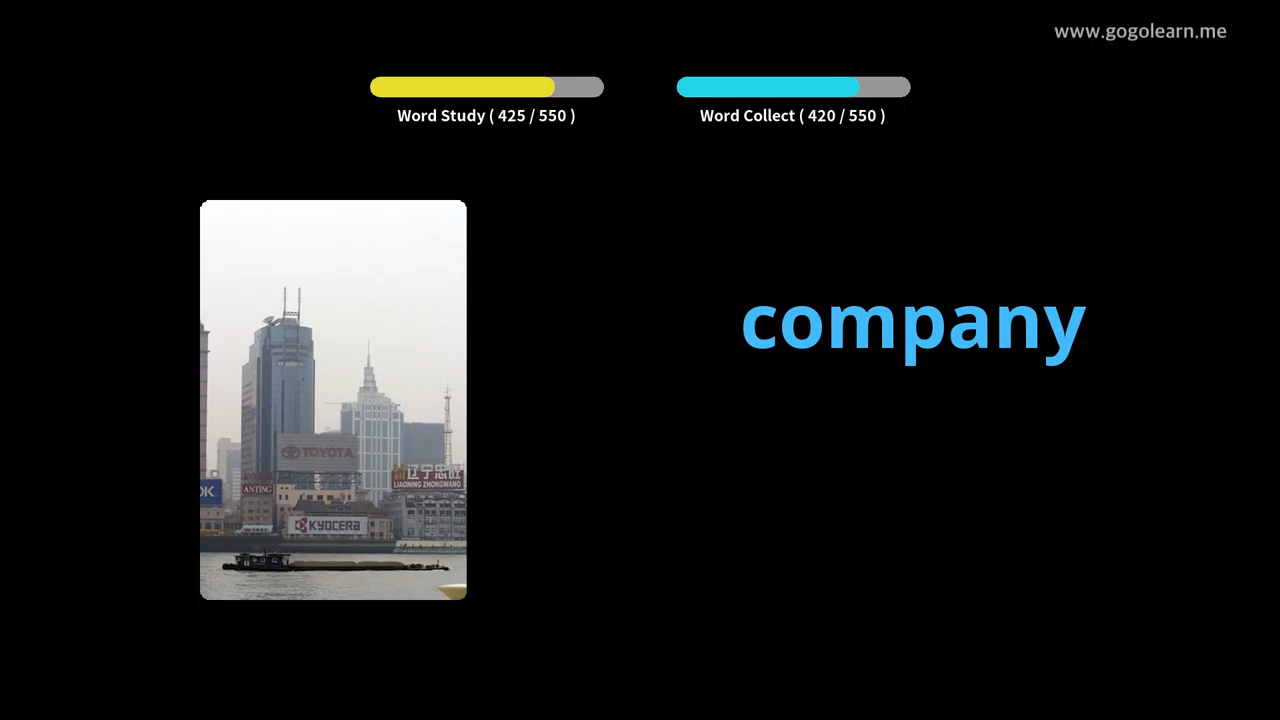 www.gogolearn.me
Word Study ( 425 / 550 )
Word Collect ( 420 / 550 )
company
TOYOTA
辽宁忠旺
LIAONING ZHONGWANG
OK
ANTING
KYOCERA